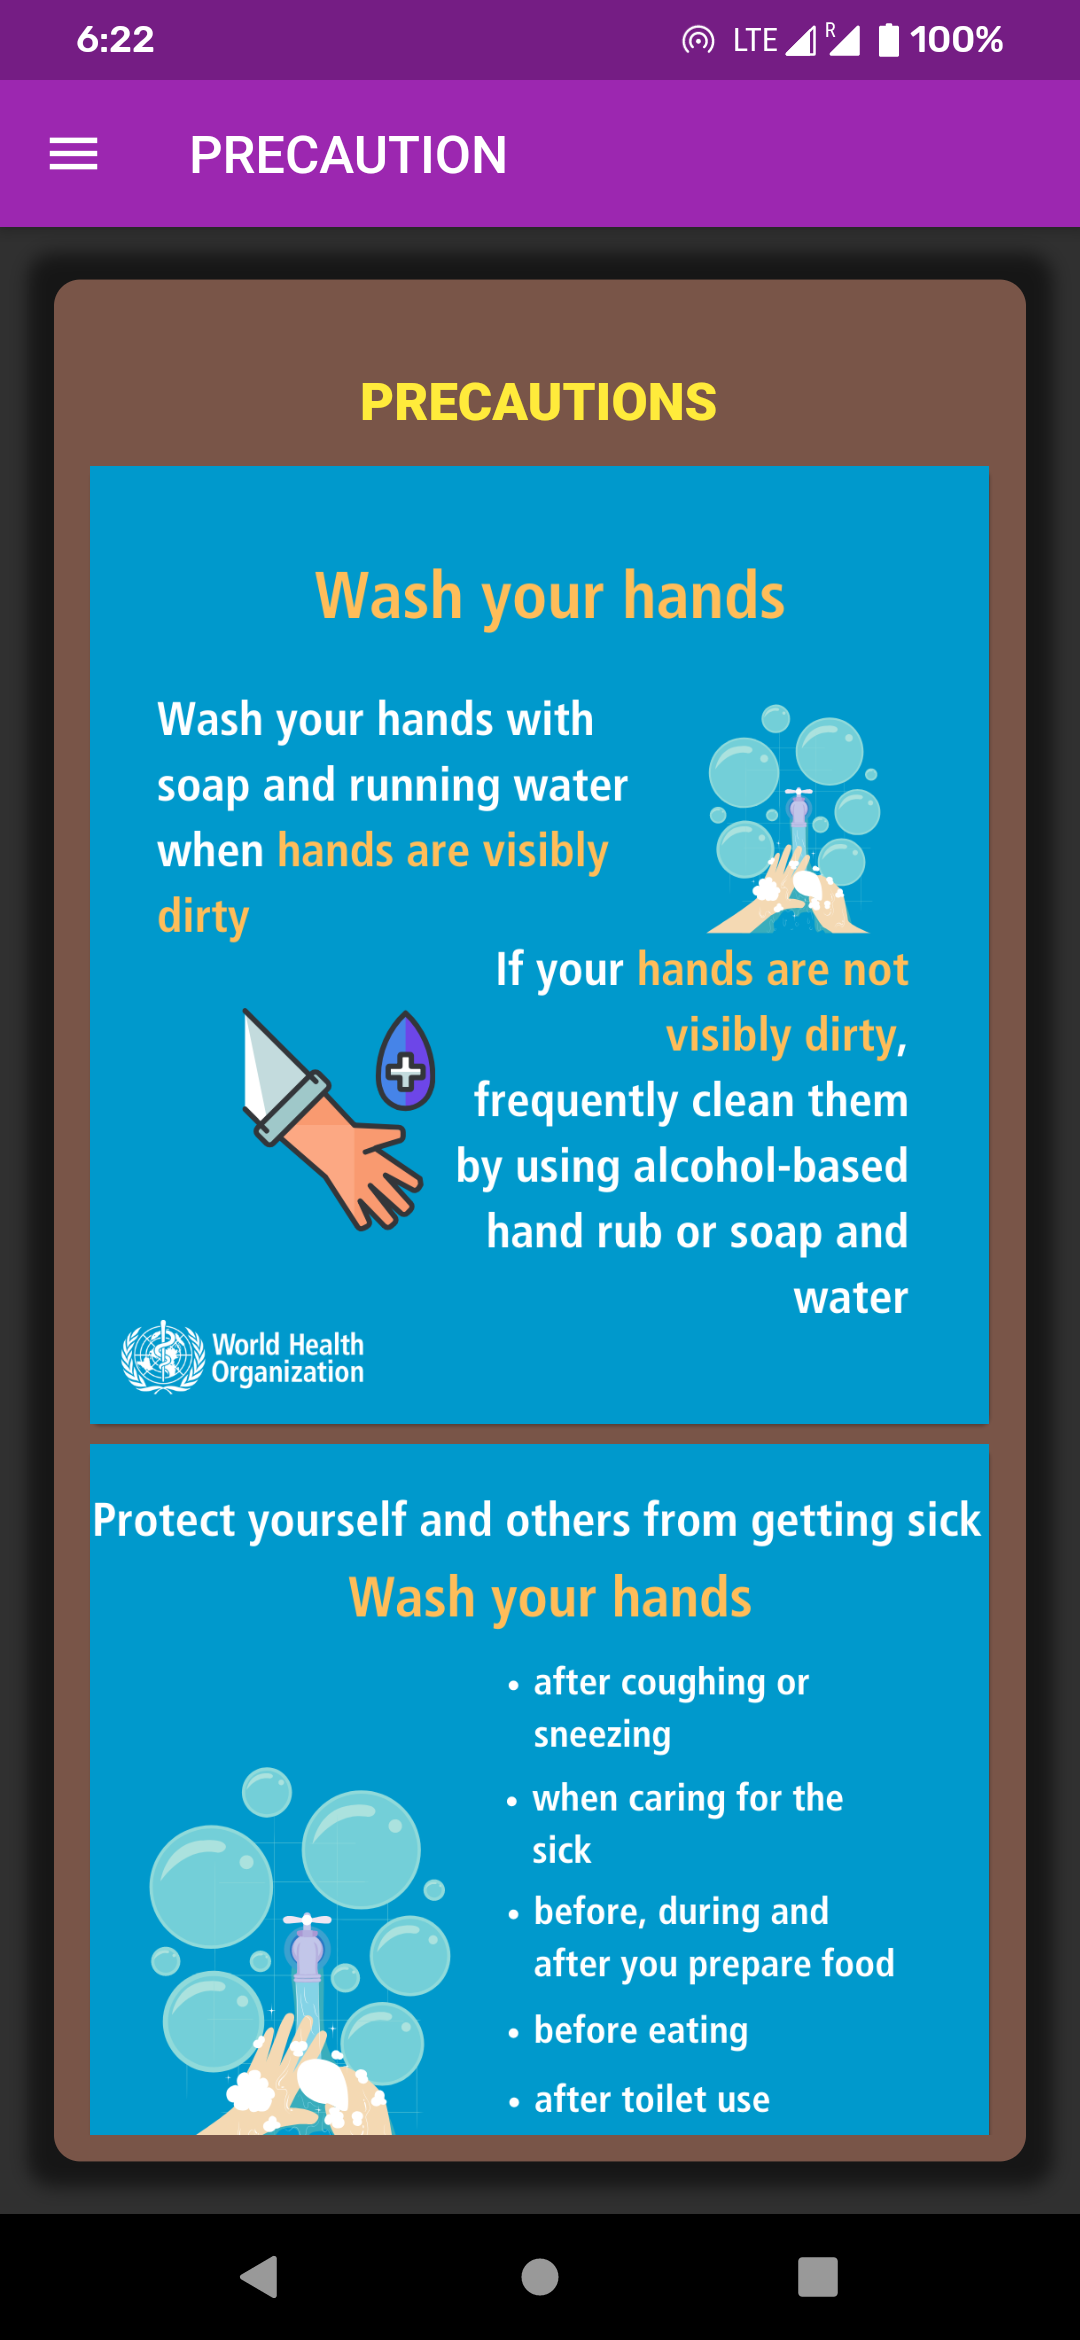 6:22
LTE R 100%
PRECAUTION
PRECAUTIONS
Wash your hands
Wash your hands with
soap and running water
when hands are visibly
dirty
If your hands are not
visibly dirty,
frequently clean them
by using alcohol-based
hand rub or soap and
water
World Health
Organization
Protect yourself and others from getting sick
Wash your hands
• after coughing or
sneezing
• when caring for the
sick
• before, during and
after you prepare food
• before eating
• after toilet use